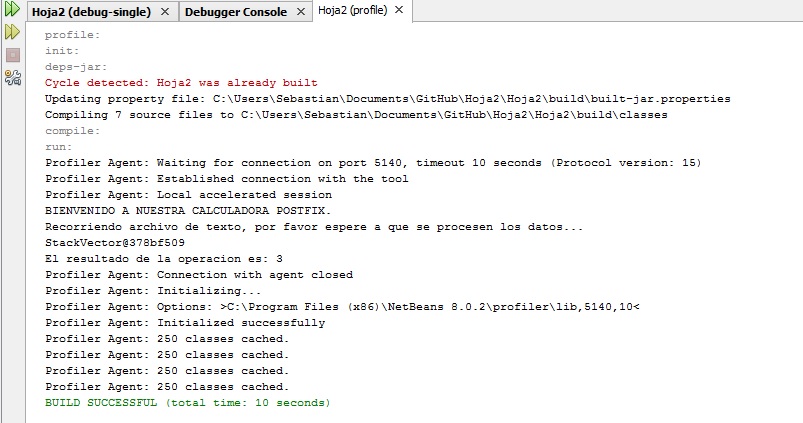 Hoja2 (debug-single) × Debugger Console × Hoja2 (profile) ×
profile:
init:
deps-jar:
Cycle detected: Hoja2 was already built
Updating property file: C:\Users\Sebastian\Documents\GitHub\Hoja2\Hoja2\build\built-jar.properties
Compiling 7 source files to C:\Users\Sebastian\Documents\GitHub\Hoja2\Hoja2\build\classes
compile:
run:
Profiler Agent: Waiting for connection on port 5140, timeout 10 seconds (Protocol version: 15)
Profiler Agent: Established connection with the tool
Profiler Agent: Local accelerated session
BIENVENIDO A NUESTRA CALCULADORA POSTFIX.
Recorriendo archivo de texto, por favor espere a que se procesen los datos...
StackVector@378bf509
El resultado de la operacion es: 3
Profiler Agent: Connection with agent closed
Profiler Agent: Initializing...
Profiler Agent: Options: >C:\Program Files (x86)\NetBeans 8.0.2\profiler\lib,5140,10<
Profiler Agent: Initialized successfully
Profiler Agent: 250 classes cached.
Profiler Agent: 250 classes cached.
Profiler Agent: 250 classes cached.
Profiler Agent: 250 classes cached.
BUILD SUCCESSFUL (total time: 10 seconds)